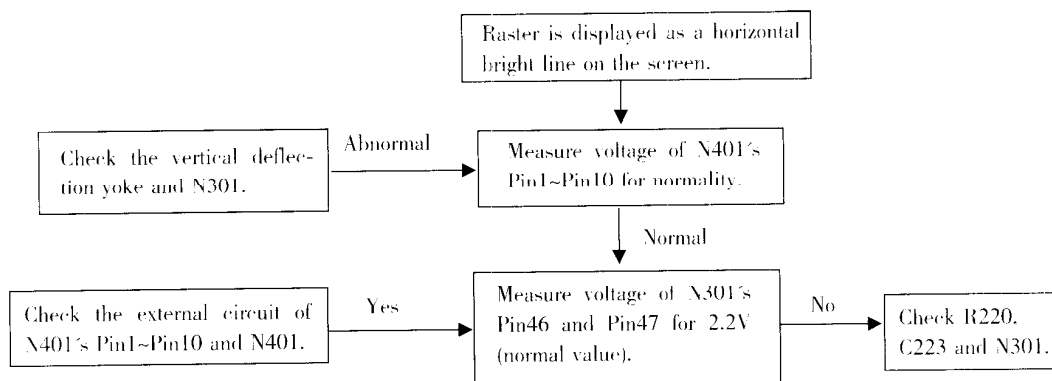 Raster is displayed as a horizontal
bright line on the screen.
Check the vertical deflec-
tion yoke and N301.
Abnormal
Measure voltage of N401's
Pin1~Pin10 for normality.
Normal
Check the external circuit of
N401's Pin1~Pin10 and N401.
Yes
Measure voltage of N301's
Pin46 and Pin47 for 2.2V
(normal value).
No
Check R220,
C223 and N301.